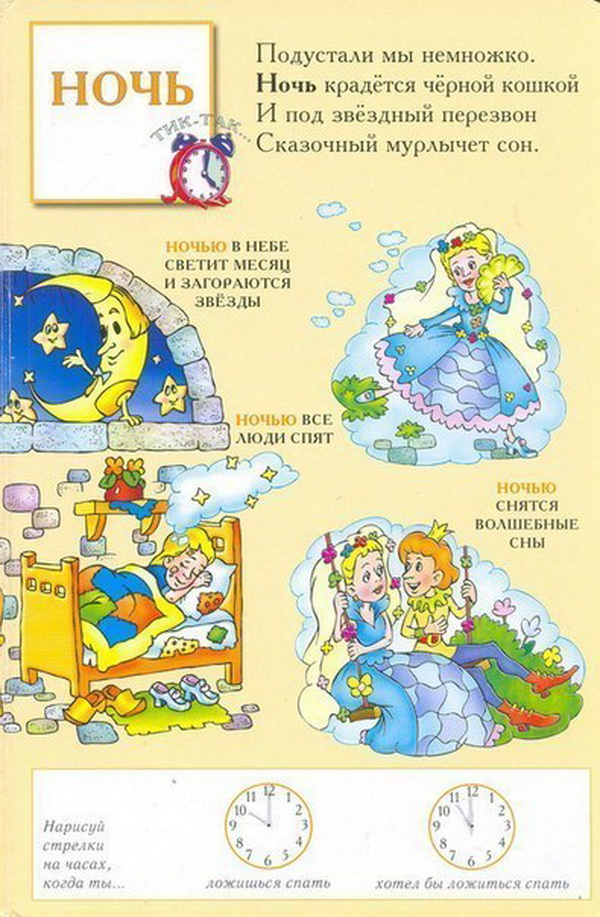 НОЧЬ
ТИК-ТАК...
Подустали мы немножко.
Ночь крадётся чёрной кошкой
И под звёздный перезвон
Сказочный мурлычет сон.
НОЧЬЮ В НЕБЕ
СВЕТИТ МЕСЯЦ
И ЗАГОРАЮТСЯ
ЗВЁЗДЫ
НОЧЬЮ ВСЕ
ЛЮДИ СПЯТ
НОЧЬЮ
СНЯТСЯ
ВОЛШЕБНЫЕ
СНЫ
Нарисуй
стрелки
на часах,
когда ты...
12
11 1
10 2
9 3
8 4
7 5
6
ложишься спать
12
11 1
10 2
9 3
8 4
7 5
6
хотел бы ложиться спать